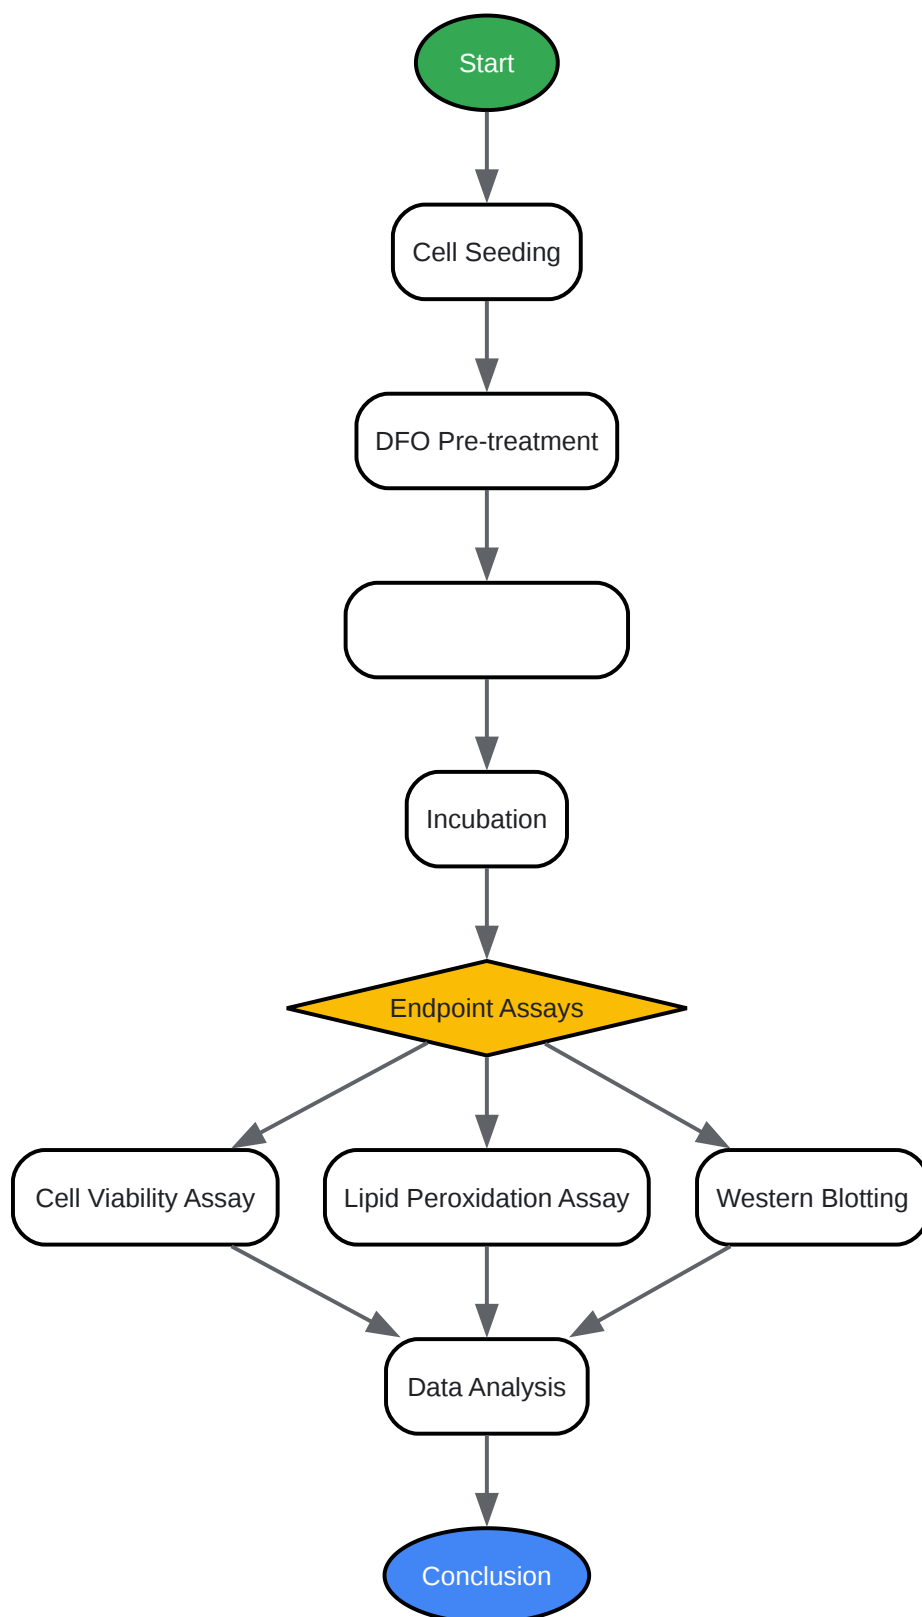 Start
Cell Seeding
DFO Pre-treatment
Incubation
Endpoint Assays
Cell Viability Assay
Lipid Peroxidation Assay
Western Blotting
Data Analysis
Conclusion